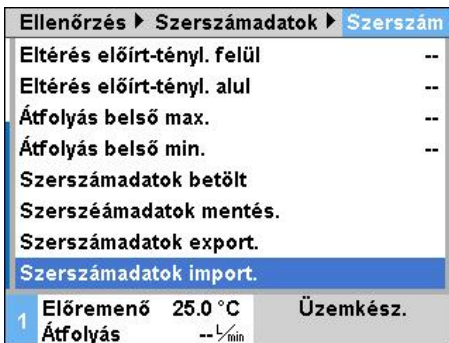 Ellenőrzés ▶ Szerszámadatok ▶ Szerszám
Eltérés előírt-tényl. felül --
Eltérés előírt-tényl. alul --
Átfolyás belső max. --
Átfolyás belső min. --
Szerszámadatok betölt
Szerszéámadatok mentés.
Szerszámadatok export.
Szerszámadatok import.
1 Előremenő 25.0 °C Üzemkész.
Átfolyás -- L/min